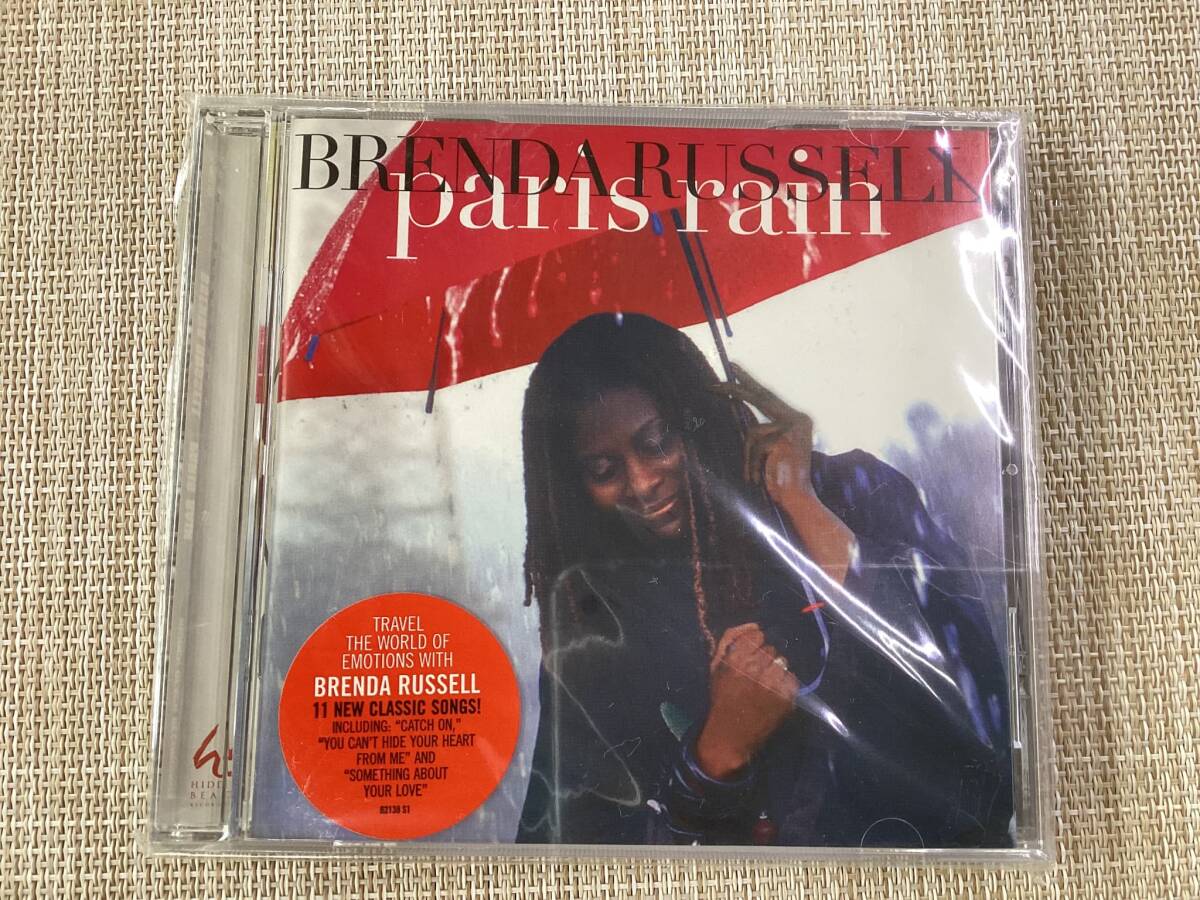 BRENDA RUSSELL
paris rain
TRAVEL
THE WORLD OF
EMOTIONS WITH
BRENDA RUSSELL
11 NEW CLASSIC SONGS!
INCLUDING: "CATCH ON,"
"YOU CAN'T HIDE YOUR HEART
FROM ME" AND
"SOMETHING ABOUT
YOUR LOVE"
82138 S1